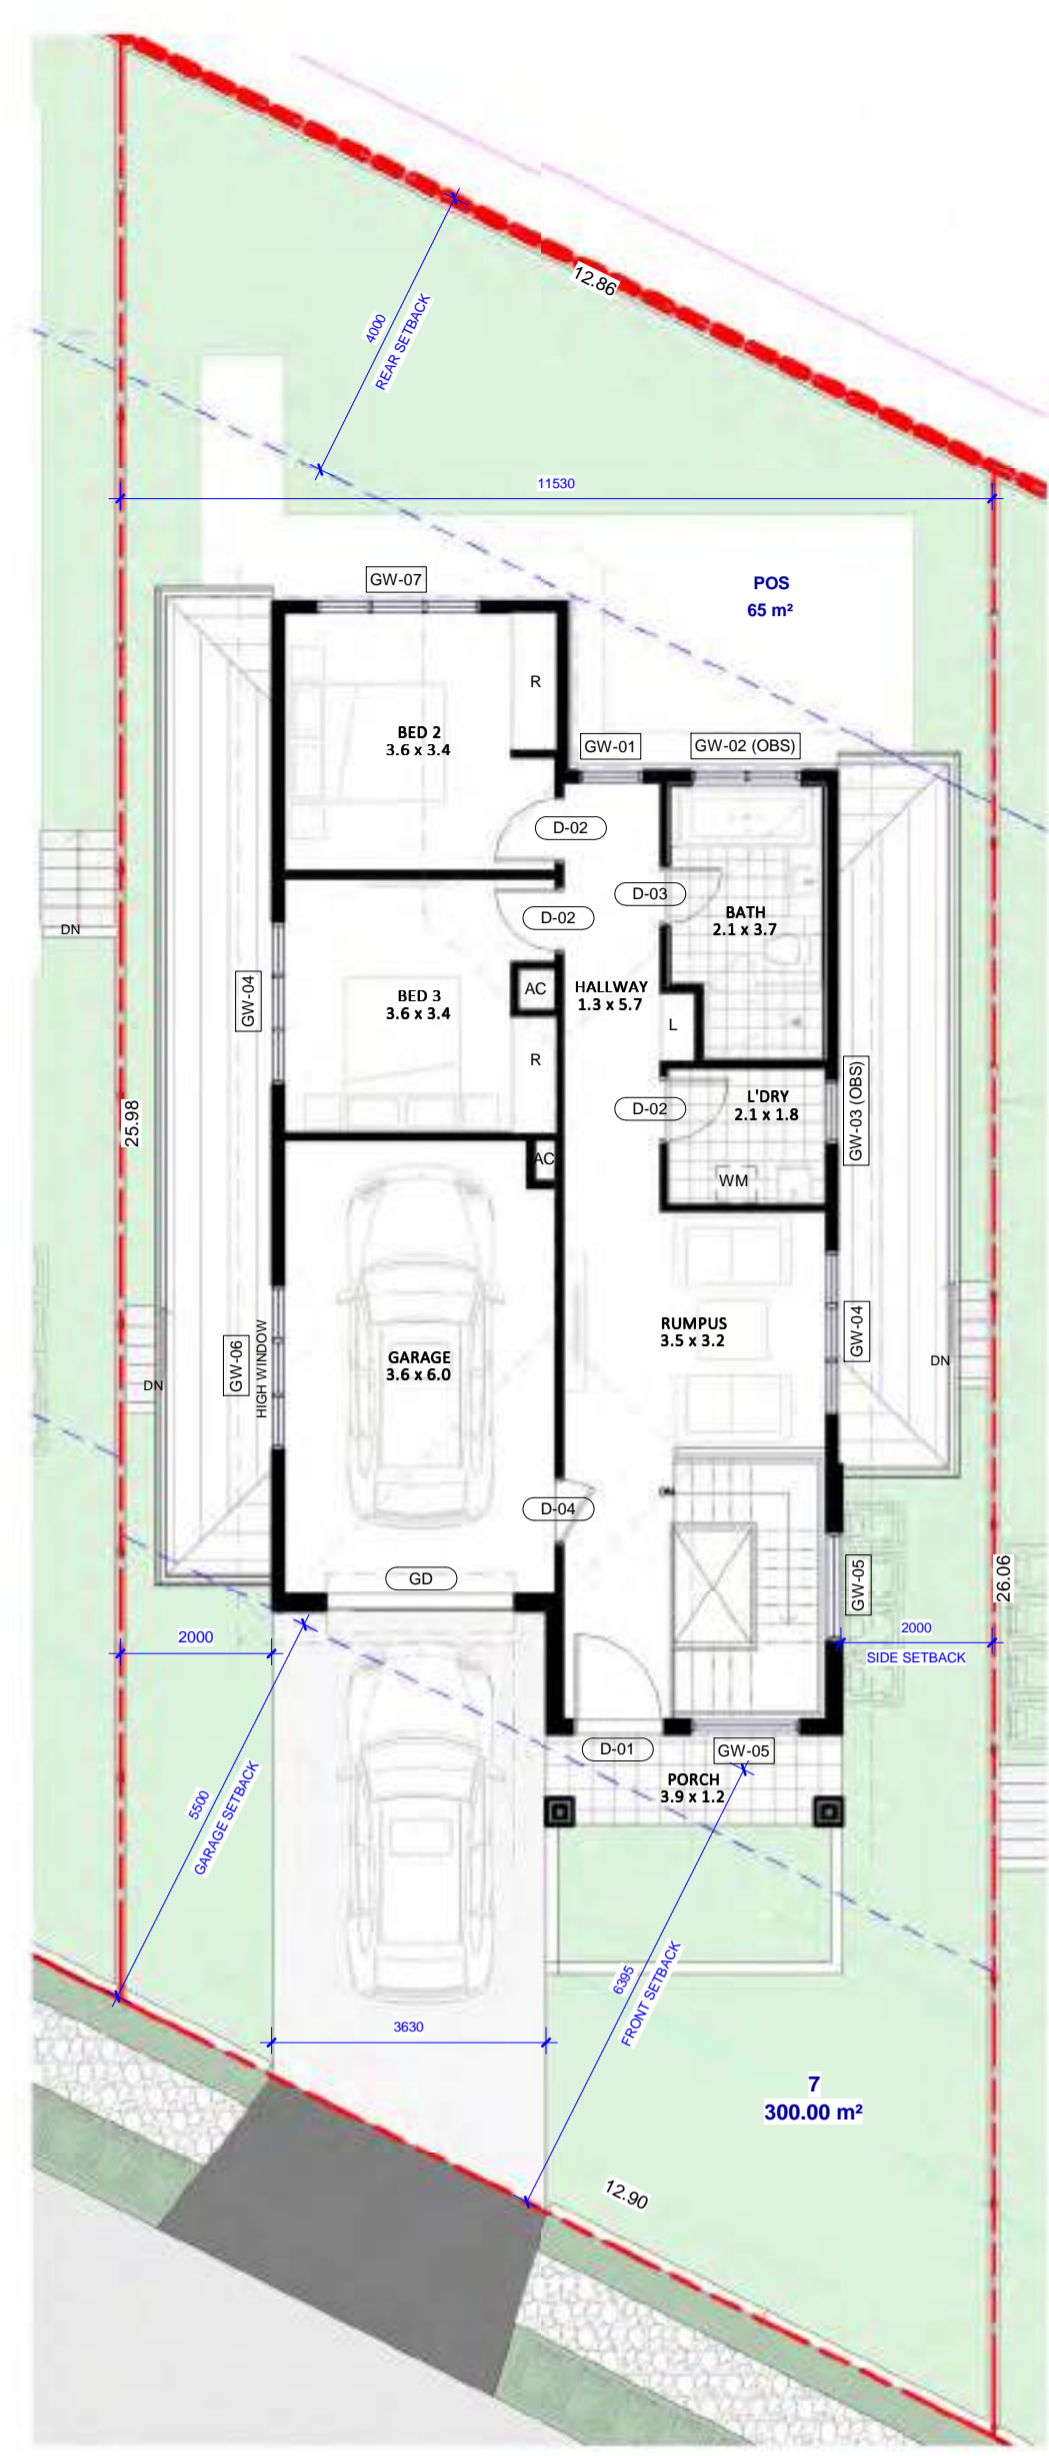 12.86
4000
REAR SETBACK
11530
POS
65 m²
GW-07
R
BED 2
3.6 x 3.4
GW-01
GW-02 (OBS)
D-02
D-03
DN
D-02
BATH
2.1 x 3.7
GW-04
BED 3
3.6 x 3.4
AC
HALLWAY
1.3 x 5.7
L
R
25.98
D-02
L'DRY
2.1 x 1.8
GW-03 (OBS)
AC
WM
GW-06
HIGH WINDOW
GARAGE
3.6 x 6.0
RUMPUS
3.5 x 3.2
GW-04
DN
DN
D-04
DN
GD
GW-05
26.06
2000
2000
SIDE SETBACK
D-01
GW-05
PORCH
3.9 x 1.2
5500
GARAGE SETBACK
6395
FRONT SETBACK
3630
7
300.00 m²
12.90